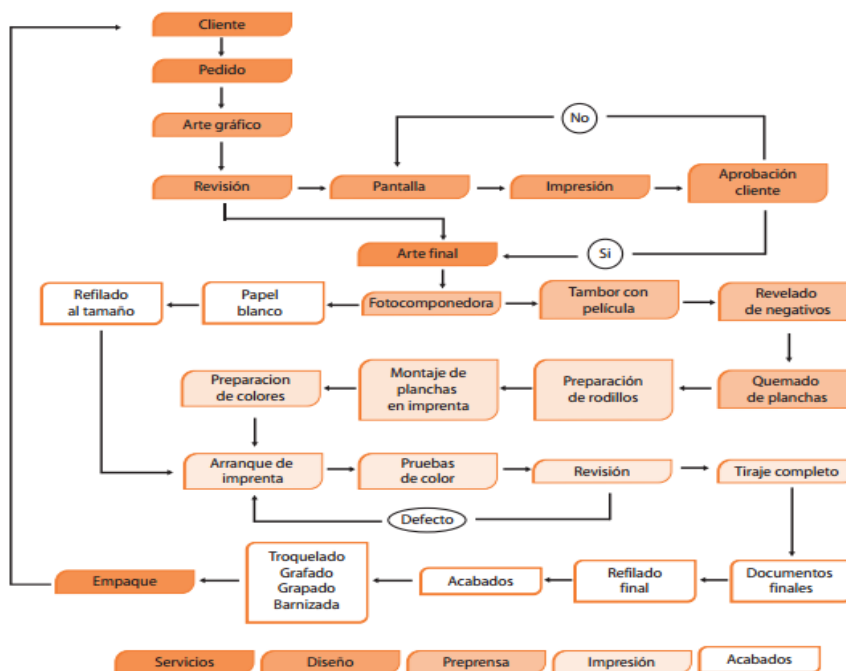 Cliente
Pedido
Arte gráfico
No
Revisión
Pantalla
Impresión
Aprobación
cliente
Arte final
Si
Refilado
al tamaño
Papel
blanco
Fotocomponedora
Tambor con
película
Revelado
de negativos
Preparacion
de colores
Montaje de
planchas
en imprenta
Preparación
de rodillos
Quemado
de planchas
Arranque de
imprenta
Pruebas
de color
Revisión
Tiraje completo
Defecto
Empaque
Troquelado
Grafado
Grapado
Barnizada
Acabados
Refilado
final
Documentos
finales
Servicios
Diseño
Preprensa
Impresión
Acabados